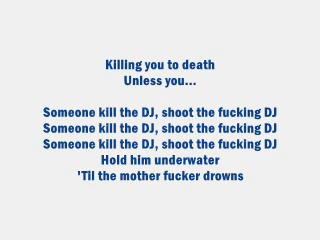 Killing you to death
Unless you...
Someone kill the DJ, shoot the fucking DJ
Someone kill the DJ, shoot the fucking DJ
Someone kill the DJ, shoot the fucking DJ
Hold him underwater
'Til the mother fucker drowns